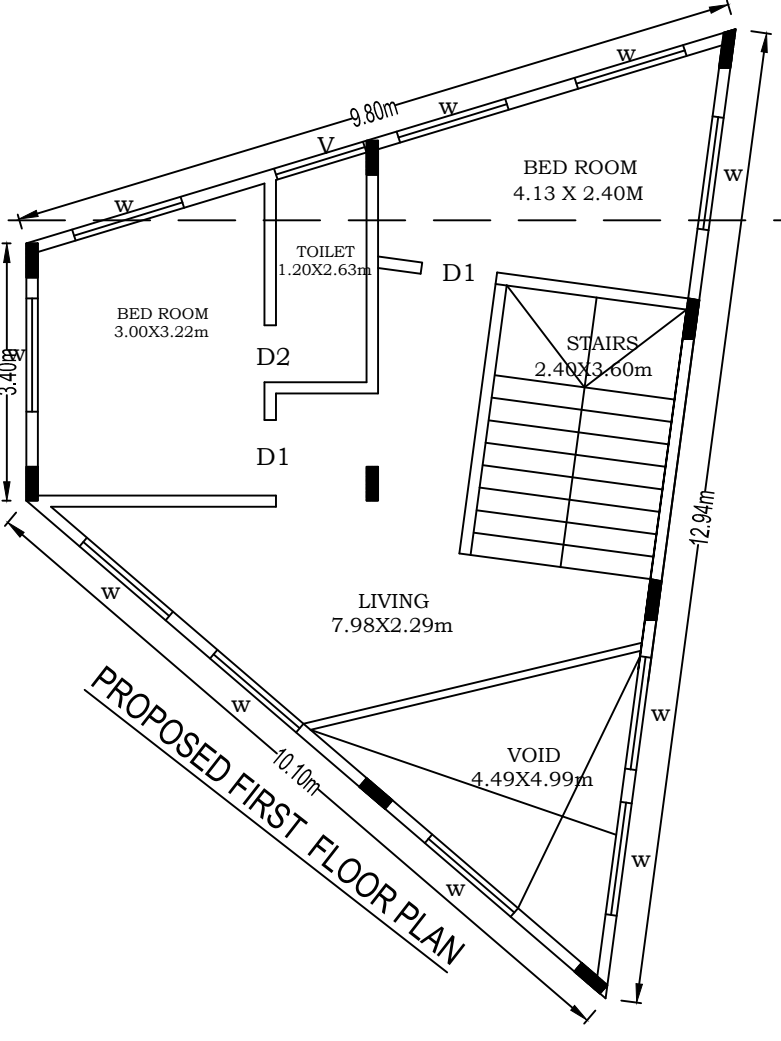 9.80m
w
w
V
w
BED ROOM
4.13 X 2.40M
w
TOILET
1.20X2.63m
D1
BED ROOM
3.00X3.22m
STAIRS
2.40X3.60m
w
3.40m
D2
D1
12.94m
LIVING
7.98X2.29m
w
w
w
VOID
4.49X4.99m
10.10m
w
w
PROPOSED FIRST FLOOR PLAN